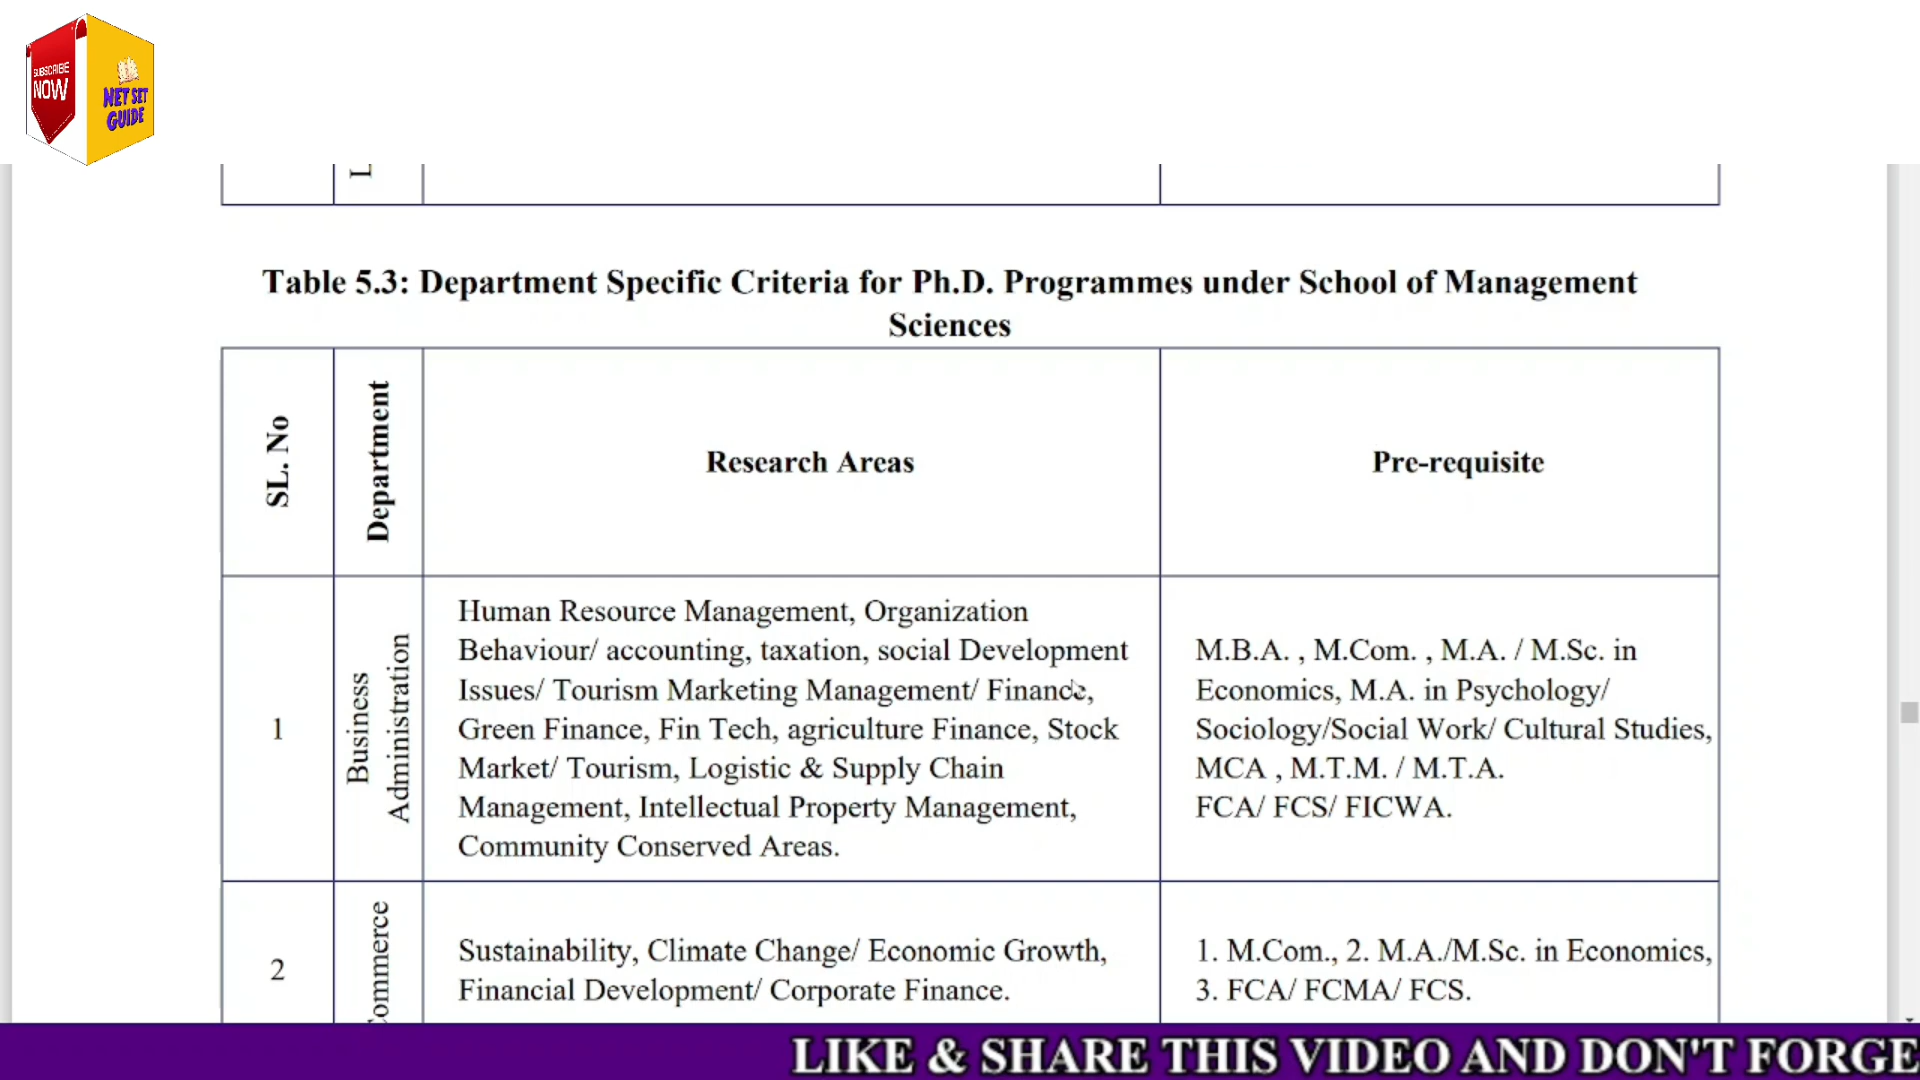 SUBSCRIBE
NOW
NET SET
GUIDE
Table 5.3: Department Specific Criteria for Ph.D. Programmes under School of Management
Sciences
SL. No
Department
Research Areas
Pre-requisite
1
Business
Administration
Human Resource Management, Organization
Behaviour/ accounting, taxation, social Development
Issues/ Tourism Marketing Management/ Finance,
Green Finance, Fin Tech, agriculture Finance, Stock
Market/ Tourism, Logistic & Supply Chain
Management, Intellectual Property Management,
Community Conserved Areas.
M.B.A. , M.Com. , M.A. / M.Sc. in
Economics, M.A. in Psychology/
Sociology/Social Work/ Cultural Studies,
MCA , M.T.M. / M.T.A.
FCA/ FCS/ FICWA.
2
ommerce
Sustainability, Climate Change/ Economic Growth,
Financial Development/ Corporate Finance.
1. M.Com., 2. M.A./M.Sc. in Economics,
3. FCA/ FCMA/ FCS.
LIKE & SHARE THIS VIDEO AND DON'T FORGE